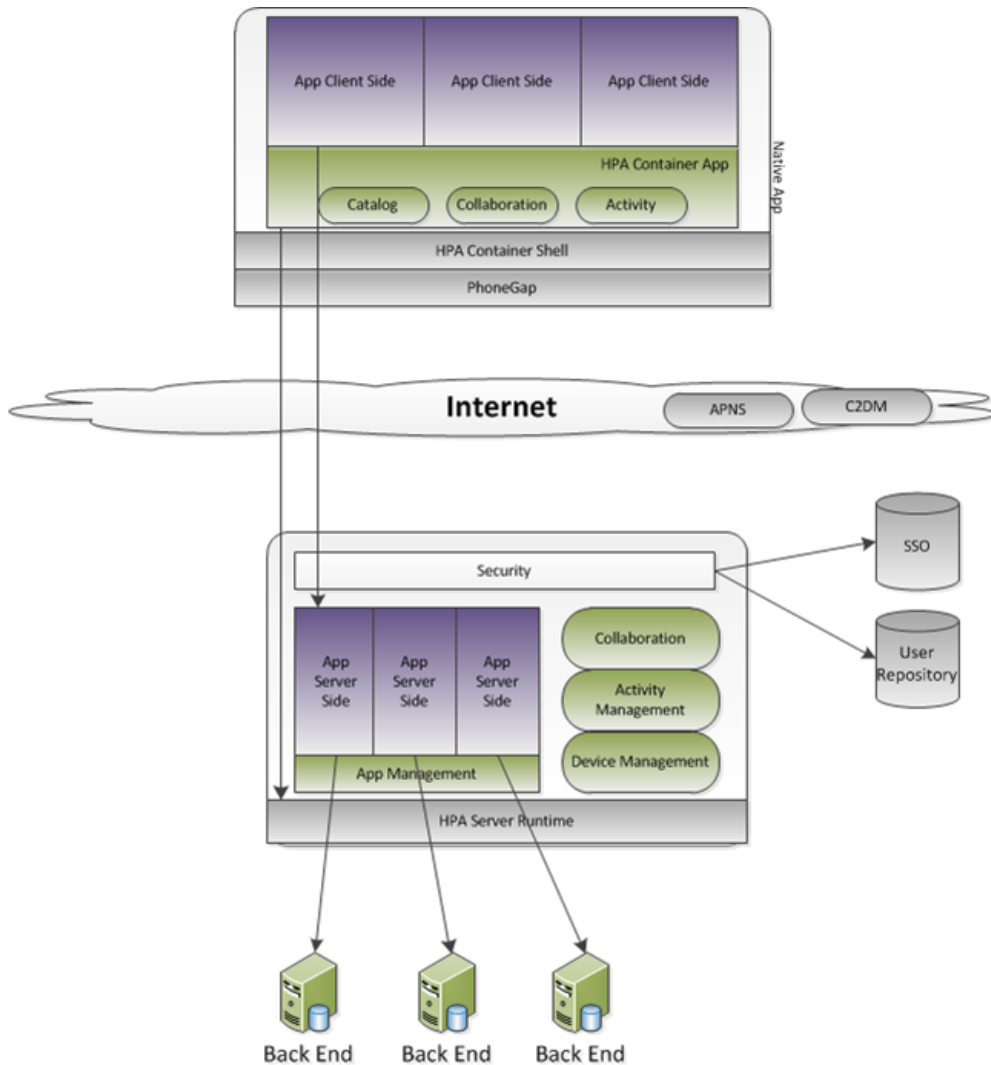 App Client Side
App Client Side
App Client Side
HPA Container App
Native App
Catalog
Collaboration
Activity
HPA Container Shell
PhoneGap
Internet
APNS
C2DM
Security
SSO
App
Server
Side
App
Server
Side
App
Server
Side
Collaboration
Activity
Management
Device Management
User
Repository
App Management
HPA Server Runtime
Back End
Back End
Back End